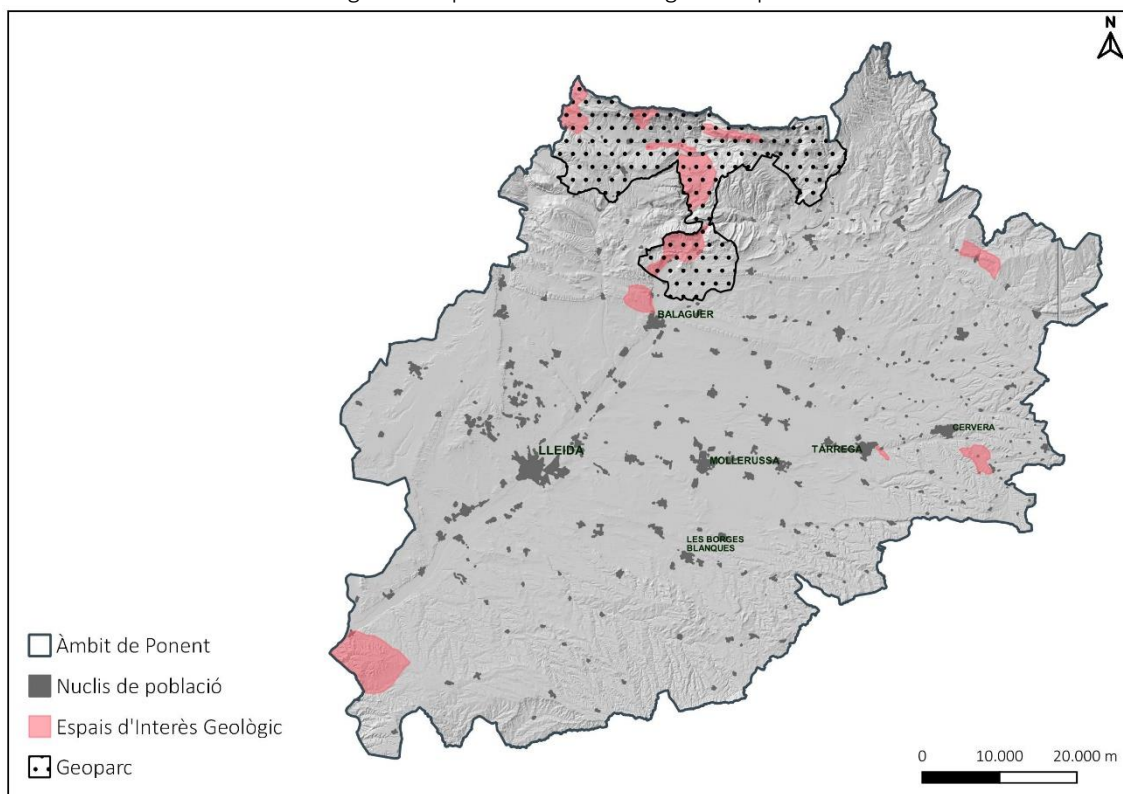 N
BALAGUER
CERVERA
TÀRREGA
LLEIDA
MOLLERUSSA
LES BORGES
BLANQUES
Àmbit de Ponent
Nuclis de població
Espais d'Interès Geològic
Geoparc
0 10.000 20.000 m